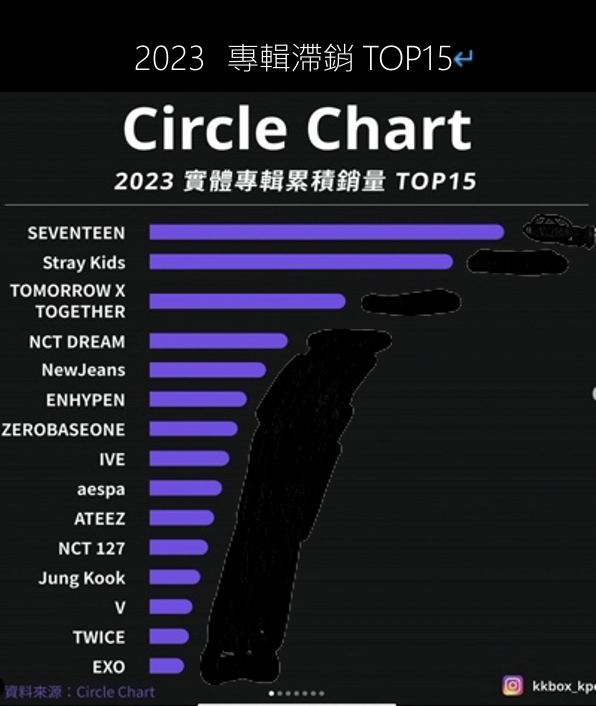 2023 專輯滯銷 TOP15↵
Circle Chart
2023 實體專輯累積銷量 TOP15
SEVENTEEN
Stray Kids
TOMORROW X
TOGETHER
NCT DREAM
NewJeans
ENHYPEN
ZEROBASEONE
IVE
aespa
ATEEZ
NCT 127
Jung Kook
V
TWICE
EXO
資料來源：Circle Chart
kkbox_kp